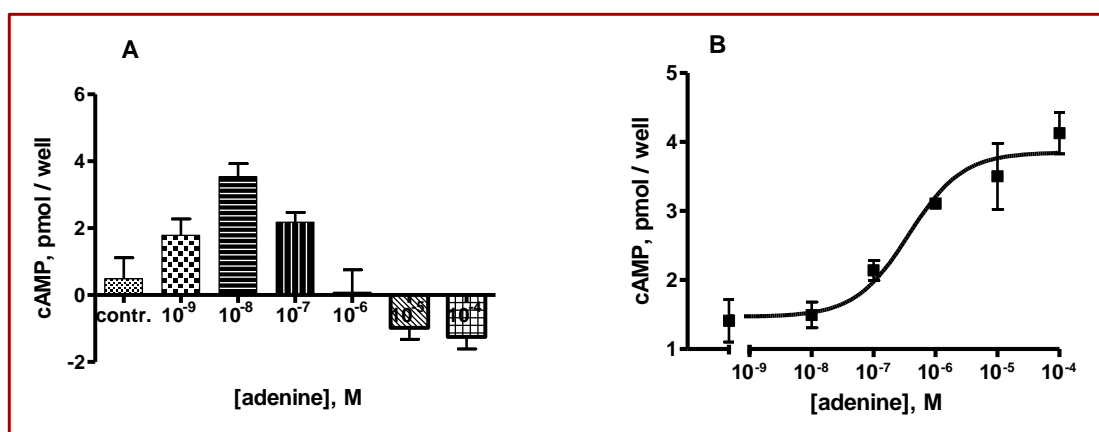 A
6
4
2
0
-2
cAMP, pmol / well
contr. 10-9 10-8 10-7 10-6 10-5 10-4
[adenine], M
B
5
4
3
2
1
cAMP, pmol / well
10-9 10-8 10-7 10-6 10-5 10-4
[adenine], M